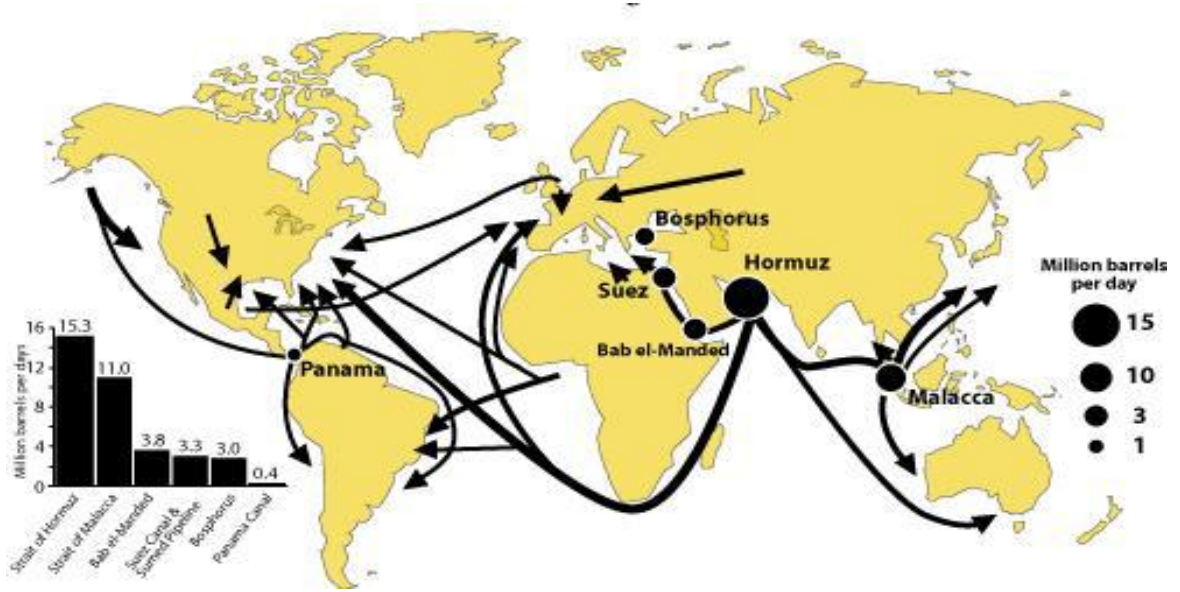 Bosphorus
Hormuz
Suez
Bab el-Manded
Panama
Malacca
Million barrels
per day
15
10
3
1
Million barrels per days
16
12
8
4
0
15.3
11.0
3.8
3.3
3.0
0.4
Strait of Hormuz
Strait of Malacca
Bab el-Manded
Suez Canal &
Sumed Pipeline
Bosphorus
Panama Canal